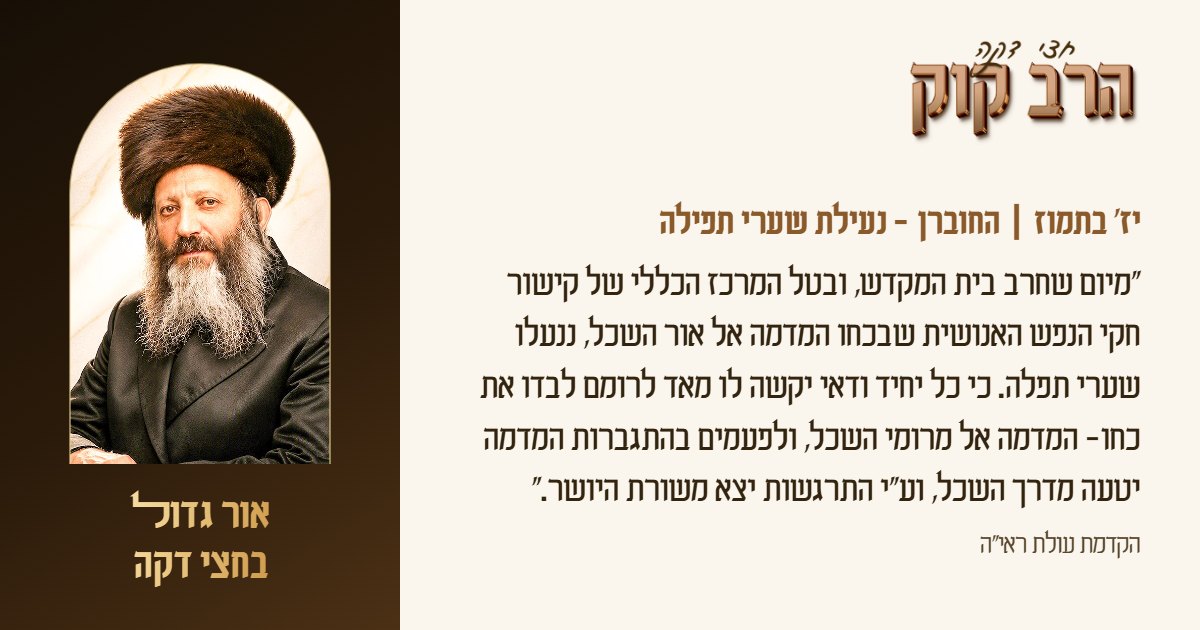 חצי דקה
הרב קוק
יז' בתמוז | החוברן - נעילת שערי תפילה
"מיום שחרב בית המקדש, ובטל המרכז הכללי של קישור
חקי הנפש האנושית שבכחו המדמה אל אור השכל, ננעלו
שערי תפלה. כי כל יחיד ודאי יקשה לו מאד לרומם לבדו את
כחו- המדמה אל מרומי השכל, ולפעמים בהתגברות המדמה
יטעה מדרך השכל, וע"י התרגשות יצא משורת היושר."
הקדמת עולת ראי"ה
אור גדול
בחצי דקה